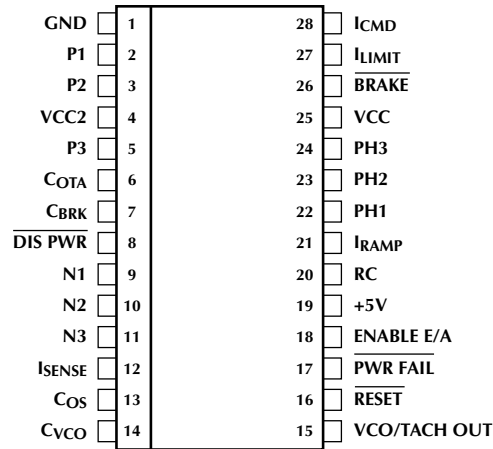 GND 1 28 ICMD
P1 2 27 ILIMIT
P2 3 26 BRAKE
VCC2 4 25 VCC
P3 5 24 PH3
COTA 6 23 PH2
CBRK 7 22 PH1
DIS PWR 8 21 IRAMP
N1 9 20 RC
N2 10 19 +5V
N3 11 18 ENABLE E/A
ISENSE 12 17 PWR FAIL
COS 13 16 RESET
CVCO 14 15 VCO/TACH OUT